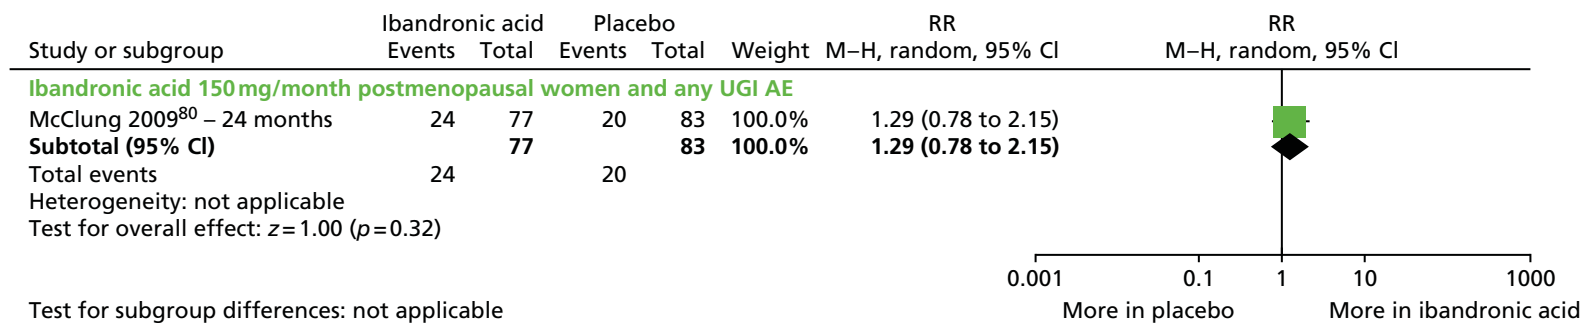 Ibandronic acid Placebo RR RR
Study or subgroup Events Total Events Total Weight M–H, random, 95% Cl M–H, random, 95% Cl
Ibandronic acid 150 mg/month postmenopausal women and any UGI AE
McClung 2009⁸⁰ – 24 months 24 77 20 83 100.0% 1.29 (0.78 to 2.15)
Subtotal (95% Cl) 77 83 100.0% 1.29 (0.78 to 2.15)
Total events 24 20
Heterogeneity: not applicable
Test for overall effect: z = 1.00 (p = 0.32)
0.001 0.1 1 10 1000
Test for subgroup differences: not applicable More in placebo More in ibandronic acid